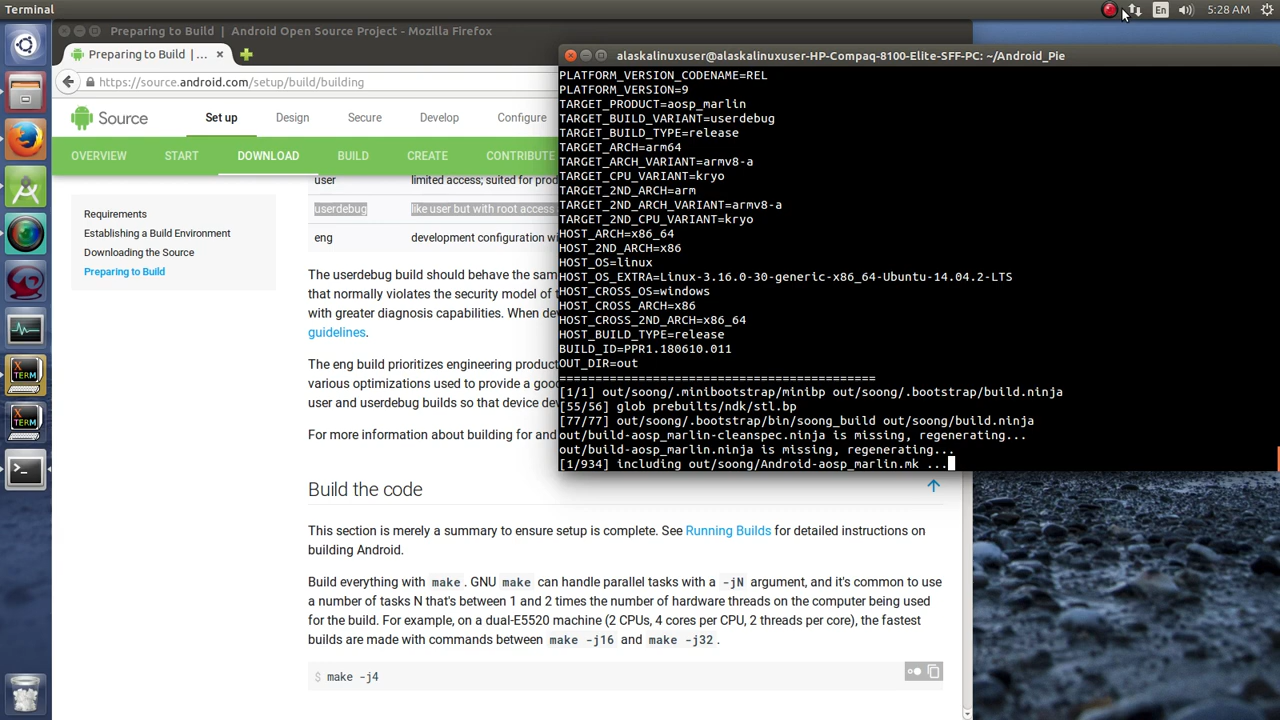 Terminal
En
5:28 AM
Preparing to Build | Android Open Source Project - Mozilla Firefox
Preparing to Build | ...
https://source.android.com/setup/build/building
Source
Set up
Design
Secure
Develop
Configure
OVERVIEW
START
DOWNLOAD
BUILD
CREATE
CONTRIBUTE
Requirements
Establishing a Build Environment
Downloading the Source
Preparing to Build
user
limited access; suited for prod
userdebug
like user but with root access
eng
development configuration wi
The userdebug build should behave the sam
that normally violates the security model of t
with greater diagnosis capabilities. When dev
guidelines.
The eng build prioritizes engineering product
various optimizations used to provide a good
user and userdebug builds so that device dev
For more information about building for and
Build the code
This section is merely a summary to ensure setup is complete. See Running Builds for detailed instructions on
building Android.
Build everything with make. GNU make can handle parallel tasks with a -jN argument, and it's common to use
a number of tasks N that's between 1 and 2 times the number of hardware threads on the computer being used
for the build. For example, on a dual-E5520 machine (2 CPUs, 4 cores per CPU, 2 threads per core), the fastest
builds are made with commands between make -j16 and make -j32.
$ make -j4
alaskalinuxuser@alaskalinuxuser-HP-Compaq-8100-Elite-SFF-PC: ~/Android_Pie
PLATFORM_VERSION_CODENAME=REL
PLATFORM_VERSION=9
TARGET_PRODUCT=aosp_marlin
TARGET_BUILD_VARIANT=userdebug
TARGET_BUILD_TYPE=release
TARGET_ARCH=arm64
TARGET_ARCH_VARIANT=armv8-a
TARGET_CPU_VARIANT=kryo
TARGET_2ND_ARCH=arm
TARGET_2ND_ARCH_VARIANT=armv8-a
TARGET_2ND_CPU_VARIANT=kryo
HOST_ARCH=x86_64
HOST_2ND_ARCH=x86
HOST_OS=linux
HOST_OS_EXTRA=Linux-3.16.0-30-generic-x86_64-Ubuntu-14.04.2-LTS
HOST_CROSS_OS=windows
HOST_CROSS_ARCH=x86
HOST_CROSS_2ND_ARCH=x86_64
HOST_BUILD_TYPE=release
BUILD_ID=PPR1.180610.011
OUT_DIR=out
============================================
[1/1] out/soong/.minibootstrap/minibp out/soong/.bootstrap/build.ninja
[55/56] glob prebuilts/ndk/stl.bp
[77/77] out/soong/.bootstrap/bin/soong_build out/soong/build.ninja
out/build-aosp_marlin-cleanspec.ninja is missing, regenerating...
out/build-aosp_marlin.ninja is missing, regenerating...
[1/934] including out/soong/Android-aosp_marlin.mk ...
X
TERM
X
TERM